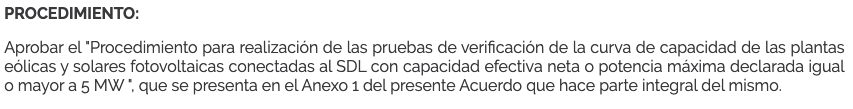 PROCEDIMIENTO:
Aprobar el "Procedimiento para realización de las pruebas de verificación de la curva de capacidad de las plantas
eólicas y solares fotovoltaicas conectadas al SDL con capacidad efectiva neta o potencia máxima declarada igual
o mayor a 5 MW ", que se presenta en el Anexo 1 del presente Acuerdo que hace parte integral del mismo.